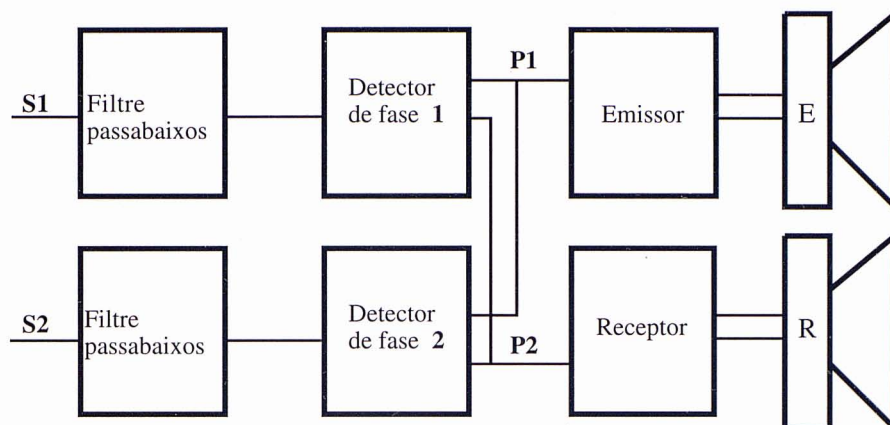 S1
Filtre
passabaixos
Detector
de fase 1
P1
Emissor
E
S2
Filtre
passabaixos
Detector
de fase 2
P2
Receptor
R